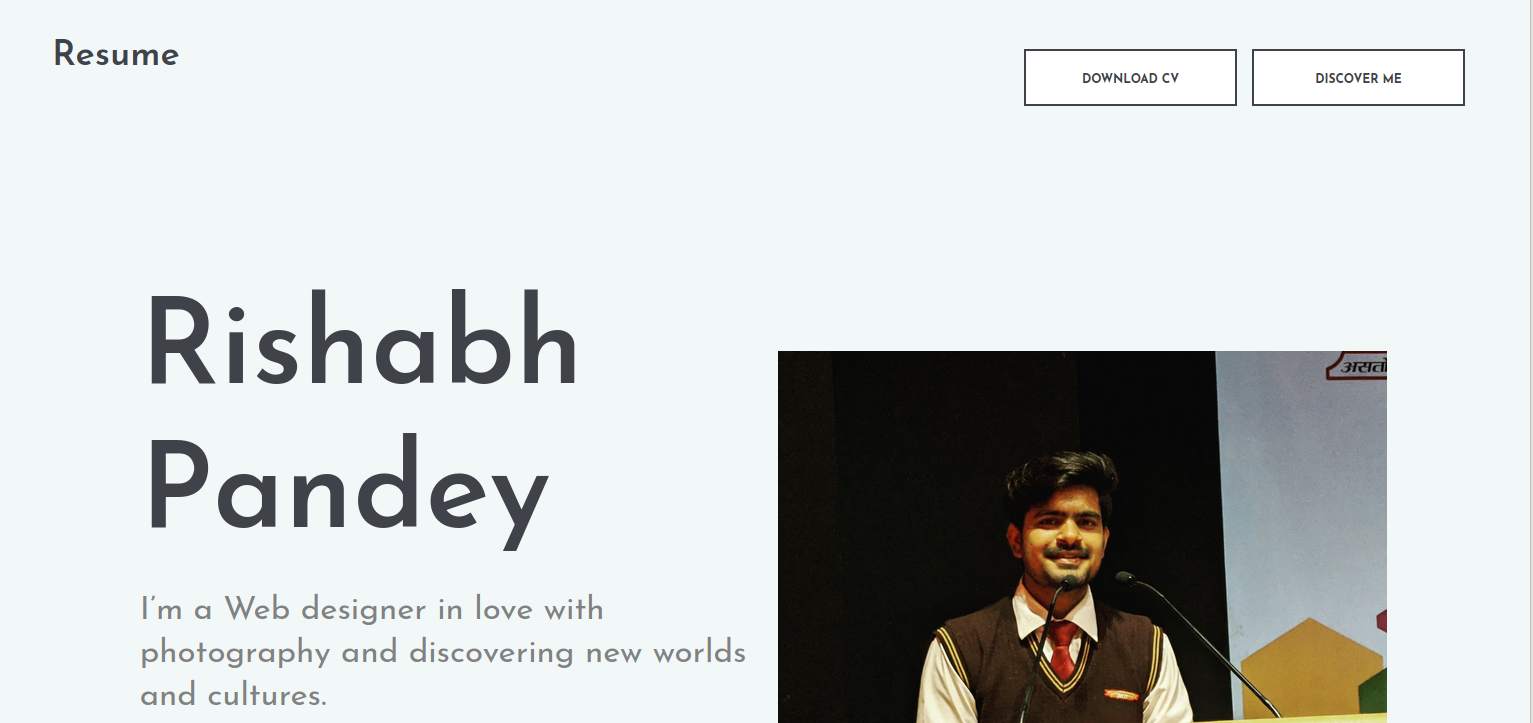 Resume
DOWNLOAD CV
DISCOVER ME
Rishabh
Pandey
I’m a Web designer in love with
photography and discovering new worlds
and cultures.